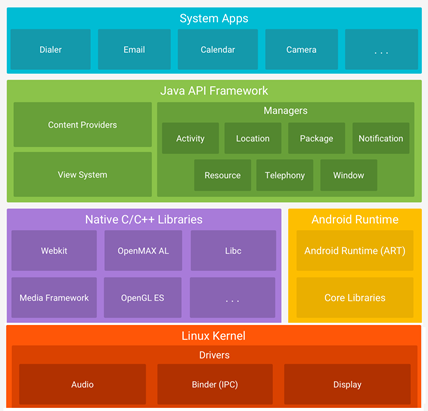 System Apps
Dialer Email Calendar Camera ...
Java API Framework
Managers
Content Providers
Activity Location Package Notification
View System
Resource Telephony Window
Native C/C++ Libraries
Webkit OpenMAX AL Libc
Media Framework OpenGL ES ...
Android Runtime
Android Runtime (ART)
Core Libraries
Linux Kernel
Drivers
Audio Binder (IPC) Display